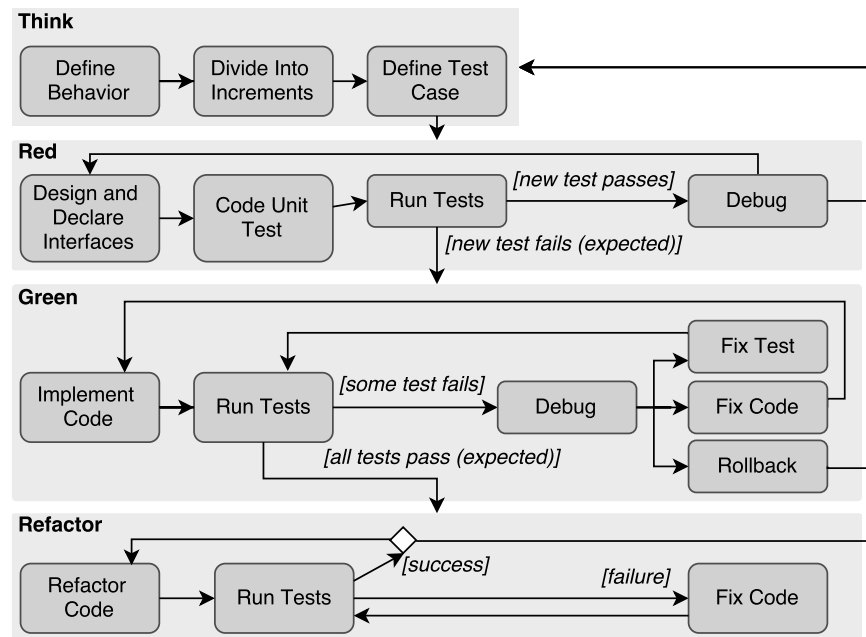 Think
Define
Behavior
Divide Into
Increments
Define Test
Case
Red
Design and
Declare
Interfaces
Code Unit
Test
Run Tests
[new test passes]
Debug
[new test fails (expected)]
Green
Implement
Code
Run Tests
[some test fails]
Debug
Fix Test
Fix Code
Rollback
[all tests pass (expected)]
Refactor
Refactor
Code
Run Tests
[success]
[failure]
Fix Code